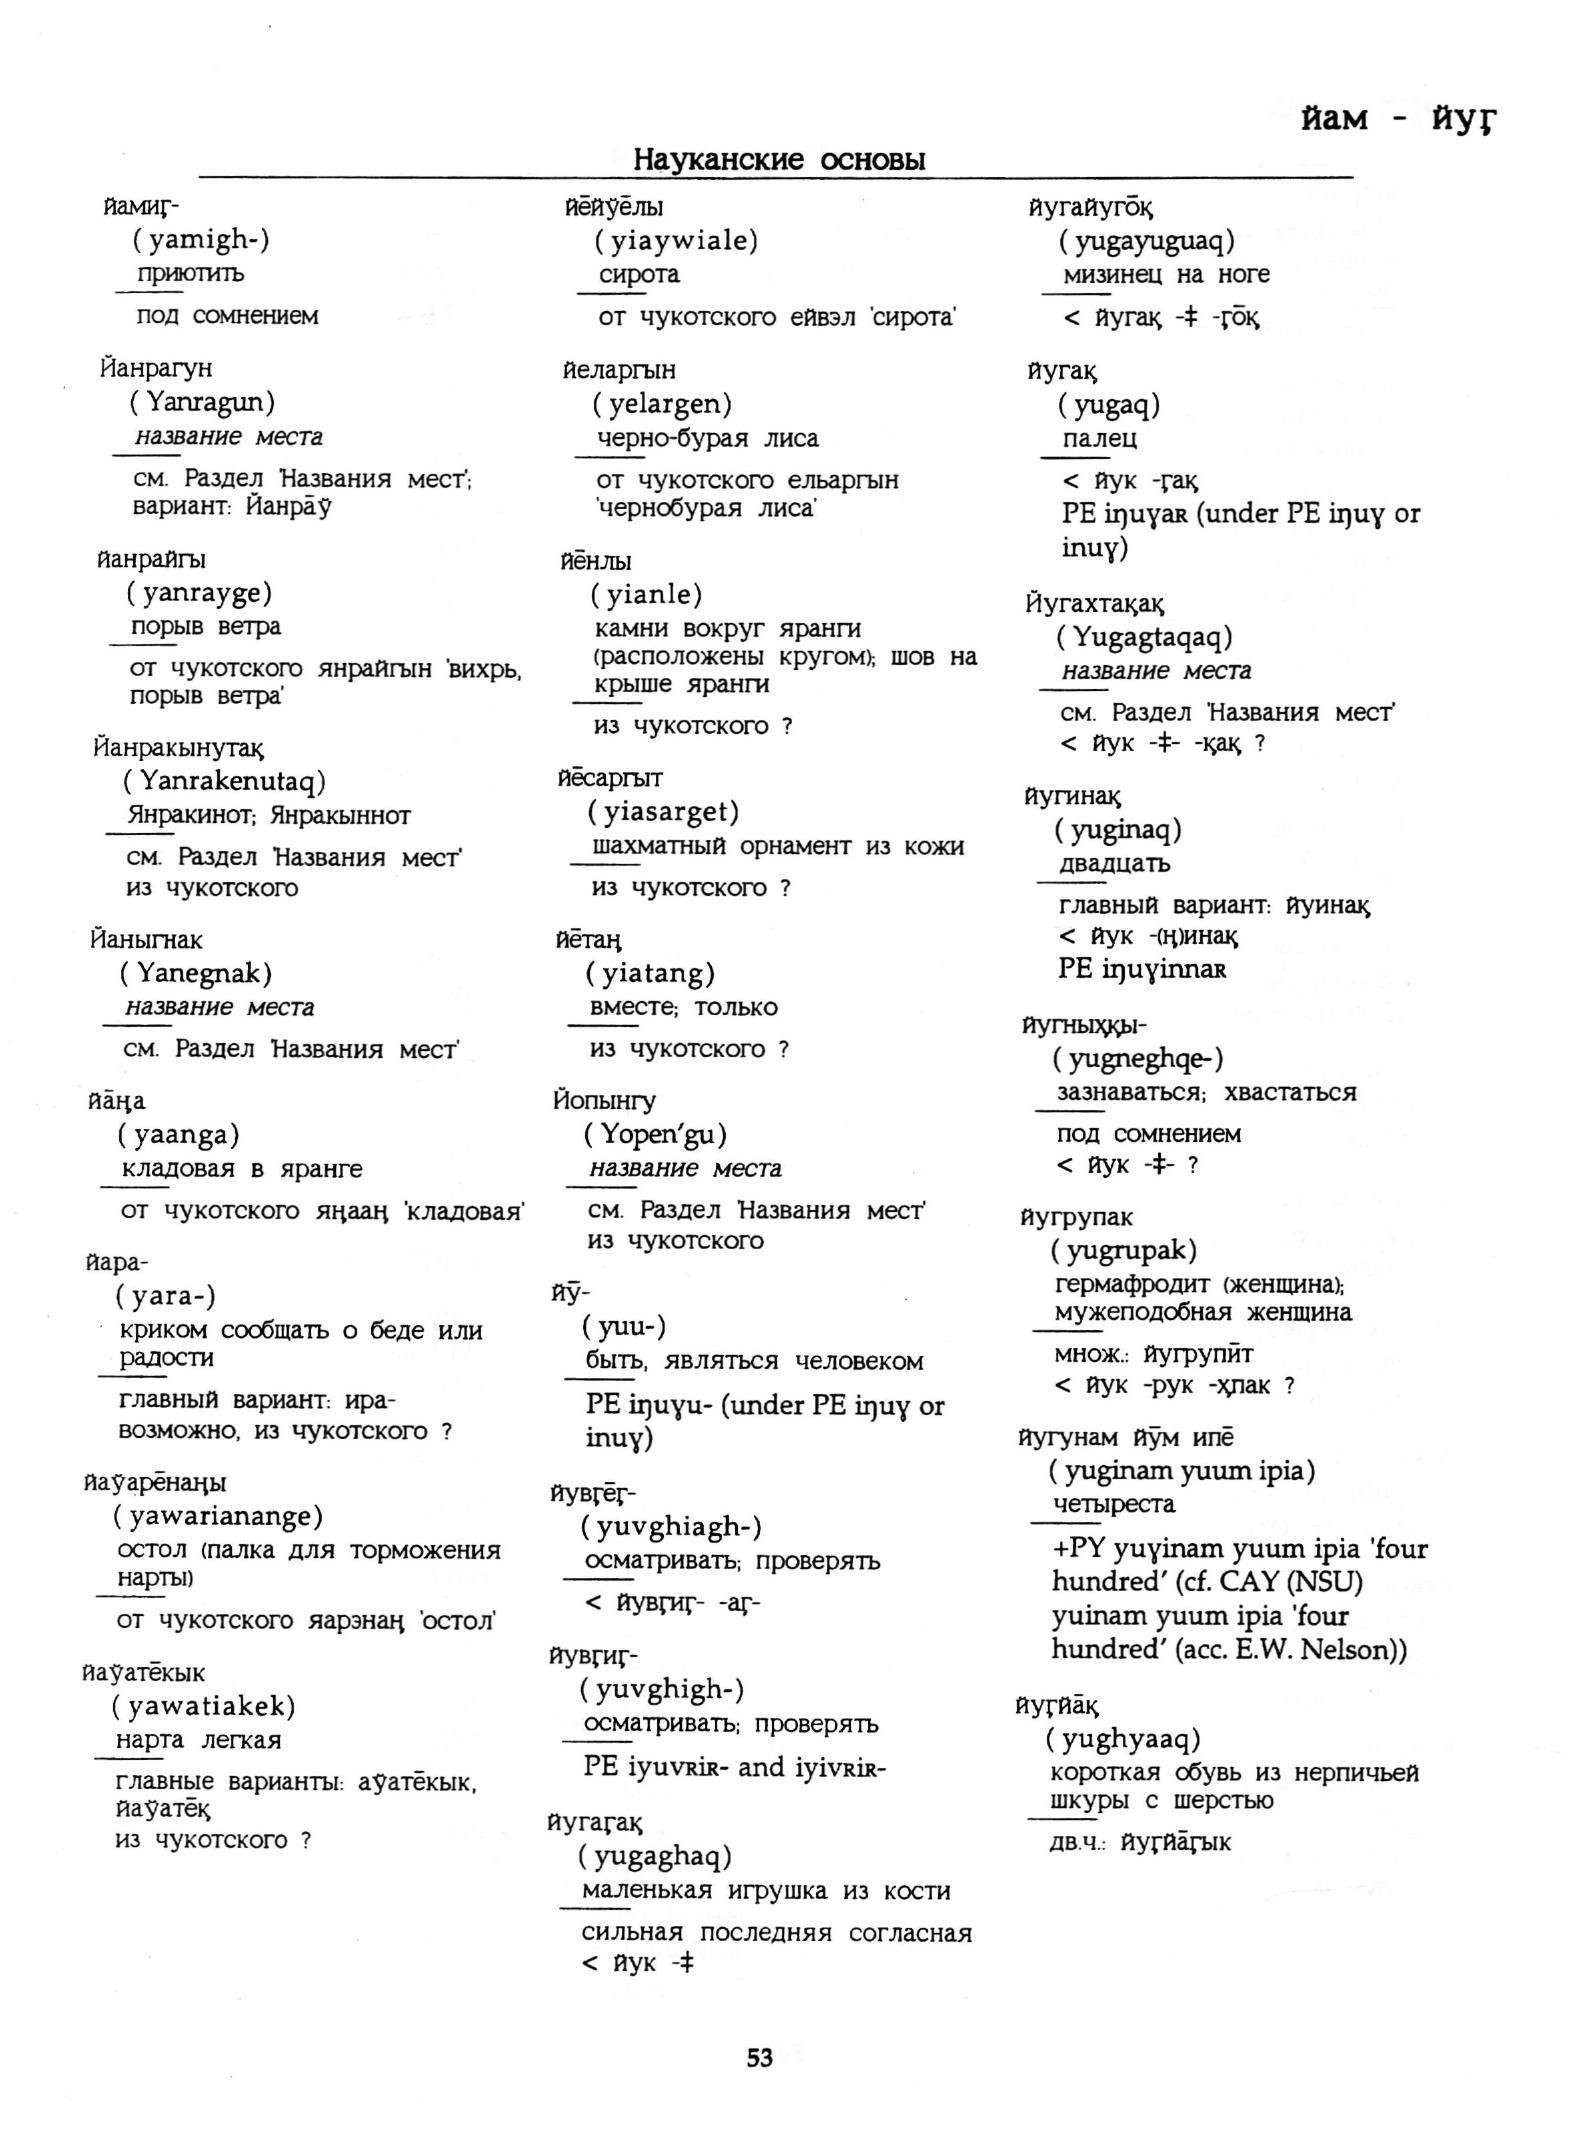 йам - йуӷ
Науканские основы
йамиӷ-
(yamigh-)
приютить
под сомнением
Йанрагун
(Yanragun)
название места
см. Раздел 'Названия мест';
вариант: Йанра̄ў
йанрайгы
(yanrayge)
порыв ветра
от чукотского янрайгын 'вихрь,
порыв ветра'
Йанракынутақ
(Yanrakenutaq)
Янракинот; Янракыннот
см. Раздел 'Названия мест'
из чукотского
Йаныгнак
(Yanegnak)
название места
см. Раздел 'Названия мест'
йа̄ӈа
(yaanga)
кладовая в яранге
от чукотского яӈааӈ 'кладовая'
йара-
(yara-)
криком сообщать о беде или
радости
главный вариант: ира-
возможно, из чукотского ?
йаўаре̄наӈы
(yawarianange)
остол (палка для торможения
нарты)
от чукотского яарэнаӈ 'остол'
йаўате̄кык
(yawatiakek)
нарта легкая
главные варианты: аўате̄кык,
йаўате̄қ
из чукотского ?
йе̄йўе̄лы
(yiaywiale)
сирота
от чукотского ейвэл 'сирота'
йеларгын
(yelargen)
черно-бурая лиса
от чукотского ельаргын
'чернобурая лиса'
йе̄нлы
(yianle)
камни вокруг яранги
(расположены кругом); шов на
крыше яранги
из чукотского ?
йе̄саргыт
(yiasarget)
шахматный орнамент из кожи
из чукотского ?
йе̄таӈ
(yiatang)
вместе; только
из чукотского ?
Йопынгу
(Yopen'gu)
название места
см. Раздел 'Названия мест'
из чукотского
йӯ-
(yuu-)
быть, являться человеком
PE iŋuɣu- (under PE iŋuɣ or
inuɣ)
йувӷе̄ӷ-
(yuvghiagh-)
осматривать; проверять
< йувӷиӷ- -аӷ-
йувӷиӷ-
(yuvghigh-)
осматривать; проверять
PE iyuvʀiʀ- and iyivʀiʀ-
йугаӷақ
(yugaghaq)
маленькая игрушка из кости
сильная последняя согласная
< йук -‡
йугайуго̄қ
(yugayuguaq)
мизинец на ноге
< йугақ -‡ -ӷо̄қ
йугақ
(yugaq)
палец
< йук -ӷақ
PE iŋuɣaʀ (under PE iŋuɣ or
inuɣ)
Йугахтақақ
(Yugagtaqaq)
название места
см. Раздел 'Названия мест'
< йук -‡- -қақ ?
йугинақ
(yuginaq)
двадцать
главный вариант: йуинақ
< йук -(ӈ)инақ
PE iŋuɣinnaʀ
йугныҳқы-
(yugneghqe-)
зазнаваться; хвастаться
под сомнением
< йук -‡- ?
йугрупак
(yugrupak)
гермафродит (женщина);
мужеподобная женщина
множ.: йугрупӣт
< йук -рук -ҳпак ?
йугунам йӯм ипе̄
(yuginam yuum ipia)
четыреста
+PY yuɣinam yuum ipia 'four
hundred' (cf. CAY (NSU)
yuinam yuum ipia 'four
hundred' (acc. E.W. Nelson))
йуӷйа̄қ
(yughyaaq)
короткая обувь из нерпичьей
шкуры с шерстью
дв.ч.: йуӷйа̄ӷык
53